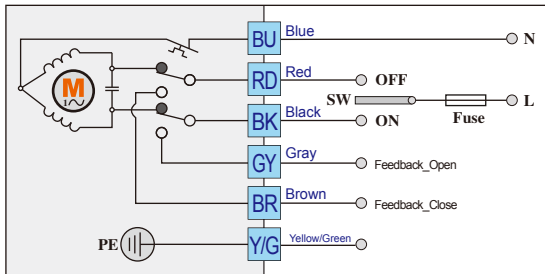 BU Blue N
RD Red OFF
SW L
M
1
BK Black ON Fuse
GY Gray Feedback_Open
BR Brown Feedback_Close
PE Y/G Yellow/Green